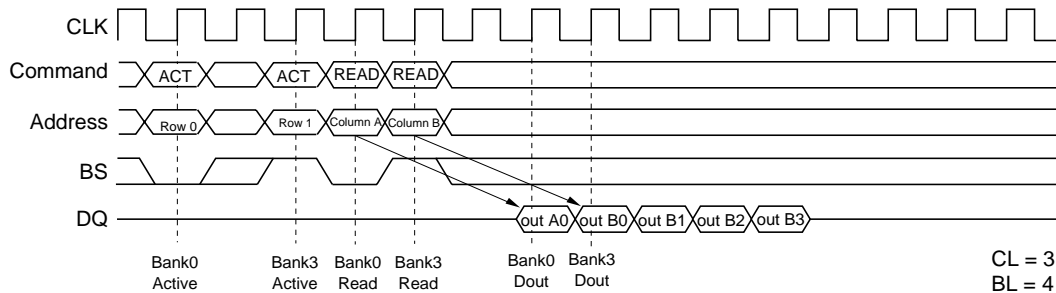 CLK
Command ACT ACT READ READ
Address Row 0 Row 1 Column A Column B
BS
DQ out A0 out B0 out B1 out B2 out B3
Bank0 Active
Bank3 Active
Bank0 Read
Bank3 Read
Bank0 Dout
Bank3 Dout
CL = 3
BL = 4